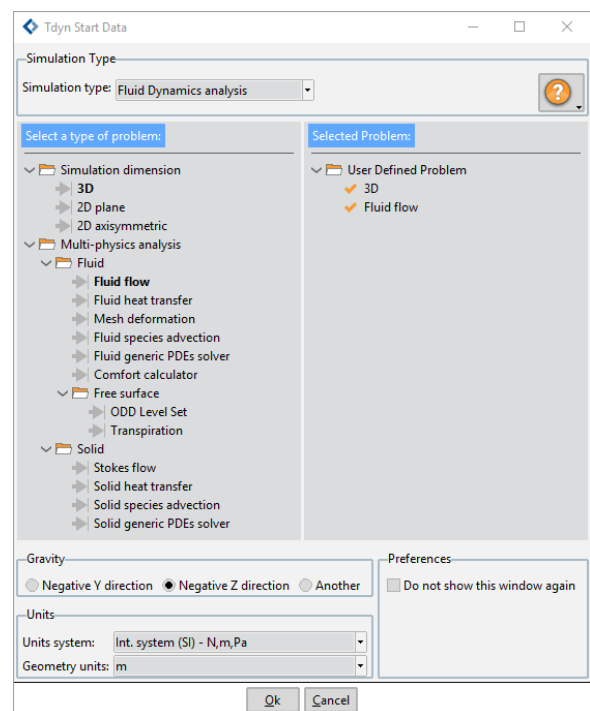 Tdyn Start Data
Simulation Type
Simulation type: Fluid Dynamics analysis
Select a type of problem:
Simulation dimension
3D
2D plane
2D axisymmetric
Multi-physics analysis
Fluid
Fluid flow
Fluid heat transfer
Mesh deformation
Fluid species advection
Fluid generic PDEs solver
Comfort calculator
Free surface
ODD Level Set
Transpiration
Solid
Stokes flow
Solid heat transfer
Solid species advection
Solid generic PDEs solver
Selected Problem:
User Defined Problem
3D
Fluid flow
Gravity
Negative Y direction Negative Z direction Another
Preferences
Do not show this window again
Units
Units system: Int. system (SI) - N,m,Pa
Geometry units: m
Ok Cancel